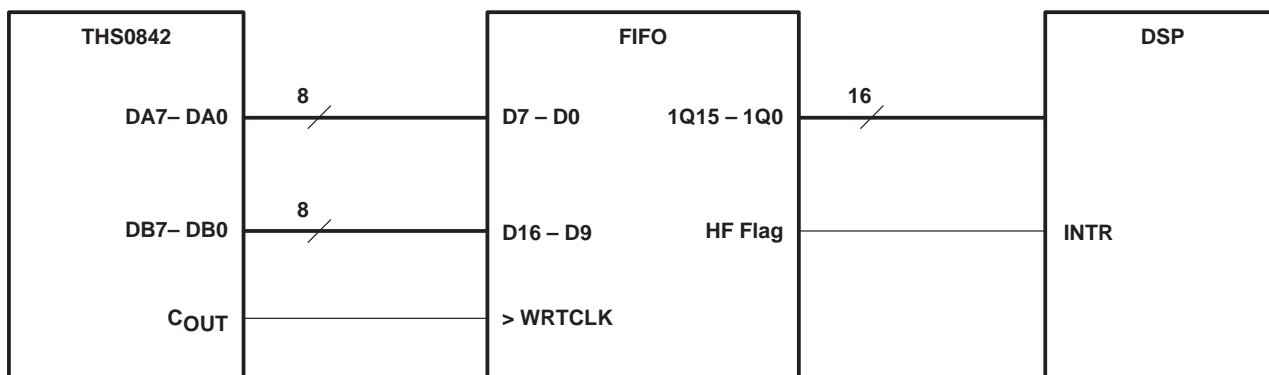 THS0842 FIFO DSP
8 16
DA7– DA0 D7 – D0 1Q15 – 1Q0
8
DB7– DB0 D16 – D9 HF Flag INTR
COUT > WRTCLK